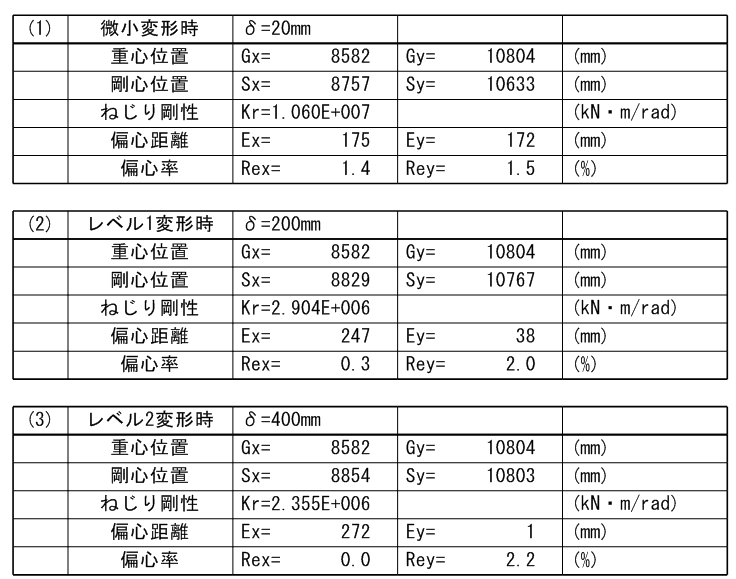 (1) 微小変形時 δ=20mm
重心位置 Gx= 8582 Gy= 10804 (mm)
剛心位置 Sx= 8757 Sy= 10633 (mm)
ねじり剛性 Kr=1.060E+007 (kN・m/rad)
偏心距離 Ex= 175 Ey= 172 (mm)
偏心率 Rex= 1.4 Rey= 1.5 (%)
(2) レベル1変形時 δ=200mm
重心位置 Gx= 8582 Gy= 10804 (mm)
剛心位置 Sx= 8829 Sy= 10767 (mm)
ねじり剛性 Kr=2.904E+006 (kN・m/rad)
偏心距離 Ex= 247 Ey= 38 (mm)
偏心率 Rex= 0.3 Rey= 2.0 (%)
(3) レベル2変形時 δ=400mm
重心位置 Gx= 8582 Gy= 10804 (mm)
剛心位置 Sx= 8854 Sy= 10803 (mm)
ねじり剛性 Kr=2.355E+006 (kN・m/rad)
偏心距離 Ex= 272 Ey= 1 (mm)
偏心率 Rex= 0.0 Rey= 2.2 (%)